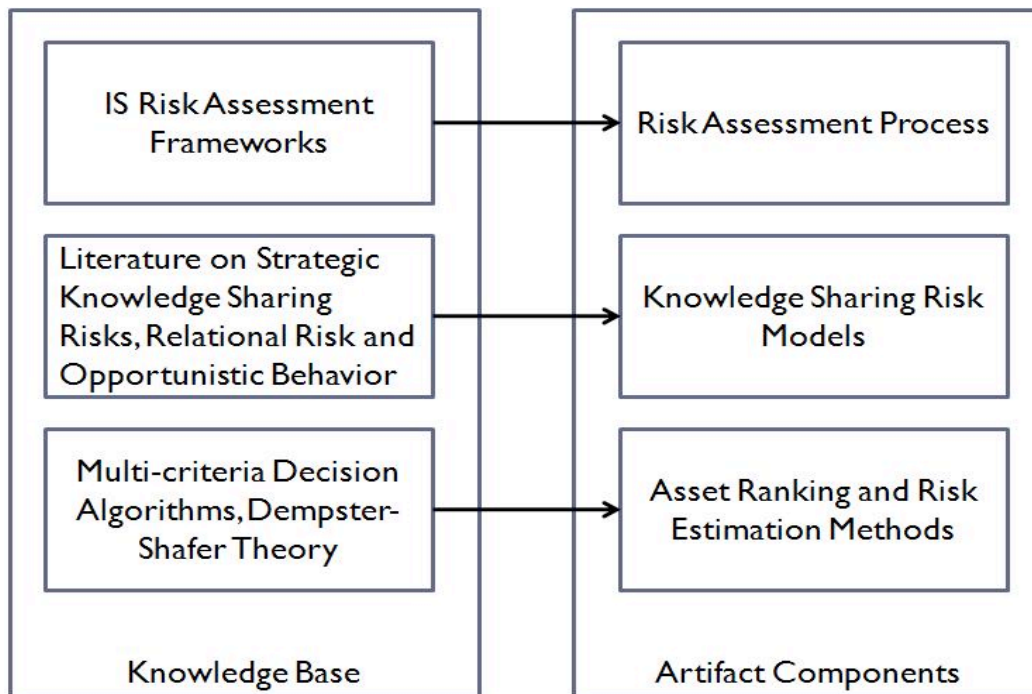 IS Risk Assessment
Frameworks
Risk Assessment Process
Literature on Strategic
Knowledge Sharing
Risks, Relational Risk and
Opportunistic Behavior
Knowledge Sharing Risk
Models
Multi-criteria Decision
Algorithms, Dempster-
Shafer Theory
Asset Ranking and Risk
Estimation Methods
Knowledge Base
Artifact Components